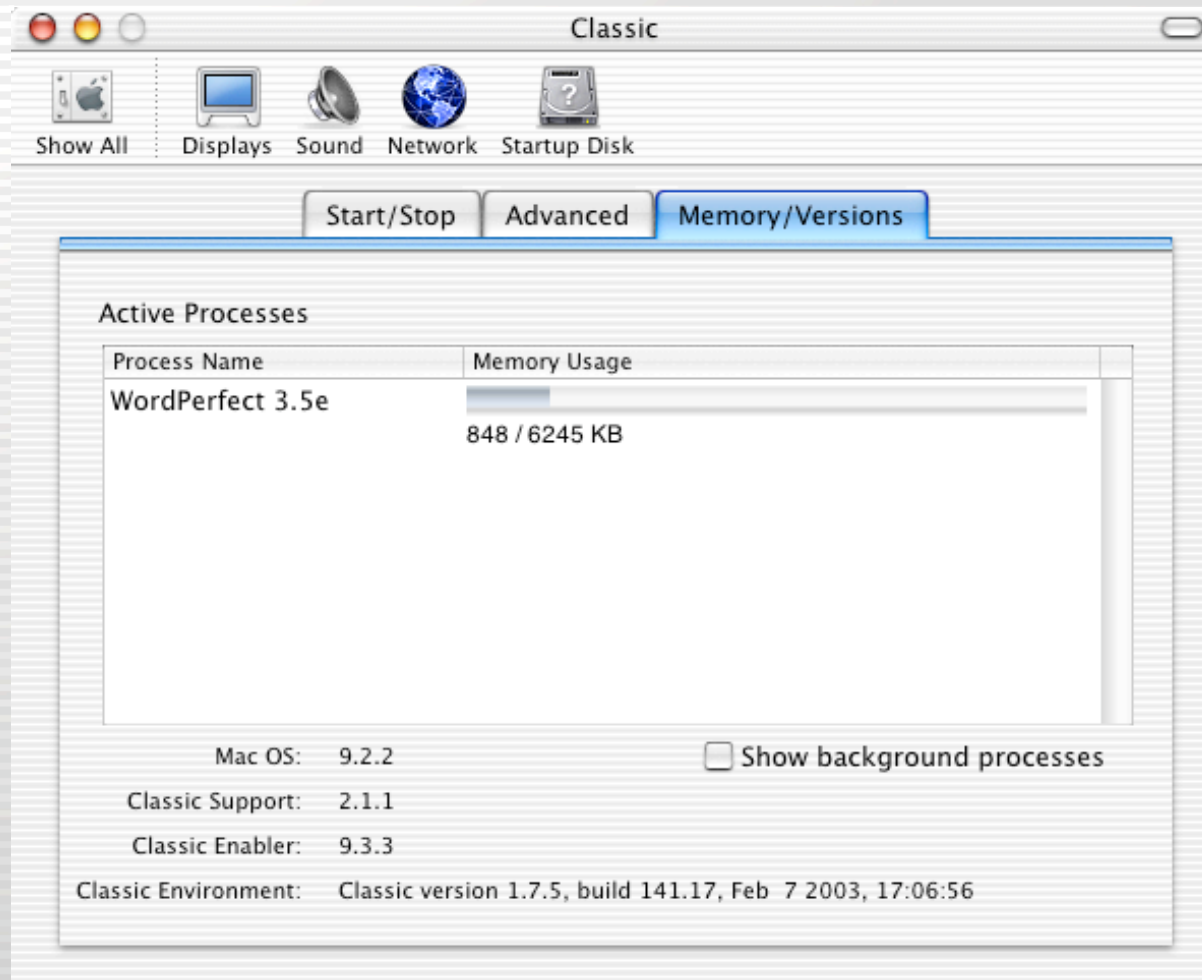 Classic
Show All Displays Sound Network Startup Disk
Start/Stop Advanced Memory/Versions
Active Processes
Process Name Memory Usage
WordPerfect 3.5e
848 / 6245 KB
Mac OS: 9.2.2 Show background processes
Classic Support: 2.1.1
Classic Enabler: 9.3.3
Classic Environment: Classic version 1.7.5, build 141.17, Feb  7 2003, 17:06:56